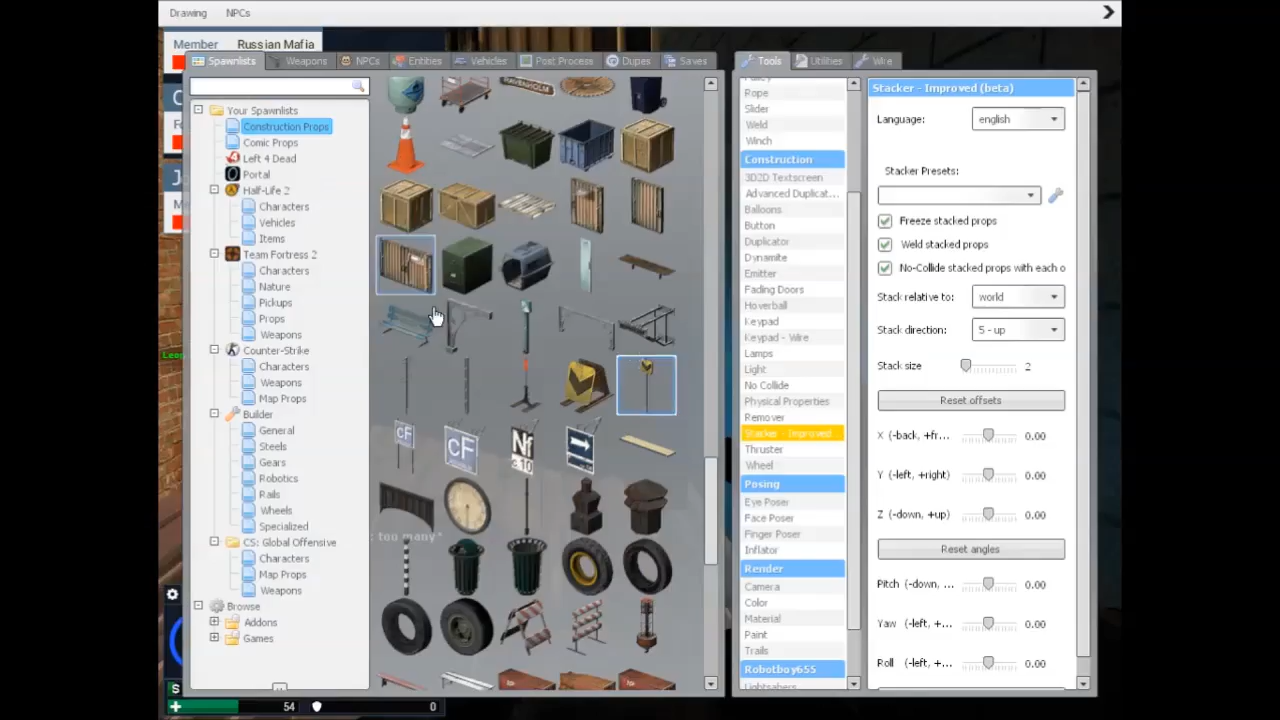 Drawing NPCs
Member Russian Mafia
Spawnlists Weapons NPCs Entities Vehicles Post Process Dupes Saves
Your Spawnlists
Construction Props
Comic Props
Left 4 Dead
Portal
Half-Life 2
Characters
Vehicles
Items
Team Fortress 2
Characters
Nature
Pickups
Props
Weapons
Counter-Strike
Characters
Weapons
Map Props
Builder
General
Steels
Gears
Robotics
Rails
Wheels
Specialized
CS: Global Offensive
Characters
Map Props
Weapons
Browse
Addons
Games
RAVENHOLM
cF
cF
Nf
too many"
Tools Utilities Wire
Rope
Slider
Weld
Winch
Construction
3D2D Textscreen
Advanced Duplicat...
Balloons
Button
Duplicator
Dynamite
Emitter
Fading Doors
Hoverball
Keypad
Keypad - Wire
Lamps
Light
No Collide
Physical Properties
Remover
Stacker - Improved...
Thruster
Wheel
Posing
Eye Poser
Face Poser
Finger Poser
Inflator
Render
Camera
Color
Material
Paint
Trails
Robotboy655
Lightsabers
Stacker - Improved (beta)
Language: english
Stacker Presets:
Freeze stacked props
Weld stacked props
No-Collide stacked props with each o
Stack relative to: world
Stack direction: 5 - up
Stack size 2
Reset offsets
X (-back, +fr... 0.00
Y (-left, +right) 0.00
Z (-down, +up) 0.00
Reset angles
Pitch (-down, ... 0.00
Yaw (-left, +... 0.00
Roll (-left, +... 0.00
S
54 0